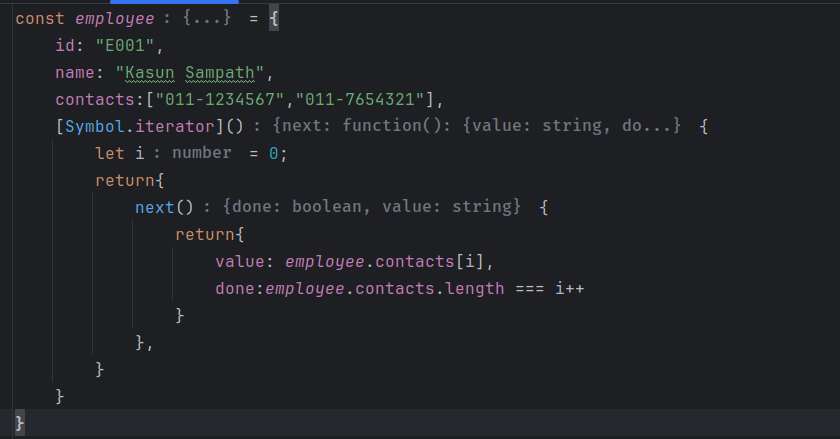 const employee : {...}  = {
    id: "E001",
    name: "Kasun Sampath",
    contacts:["011-1234567","011-7654321"],
    [Symbol.iterator]() : {next: function(): {value: string, do...}  {
        let i : number  = 0;
        return{
            next() : {done: boolean, value: string}  {
                return{
                    value: employee.contacts[i],
                    done:employee.contacts.length === i++
                }
            },
        }
    }
}